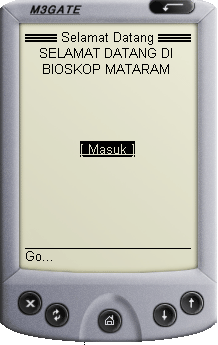 M3GATE
Selamat Datang
SELAMAT DATANG DI
BIOSKOP MATARAM
[ Masuk ]
Go...